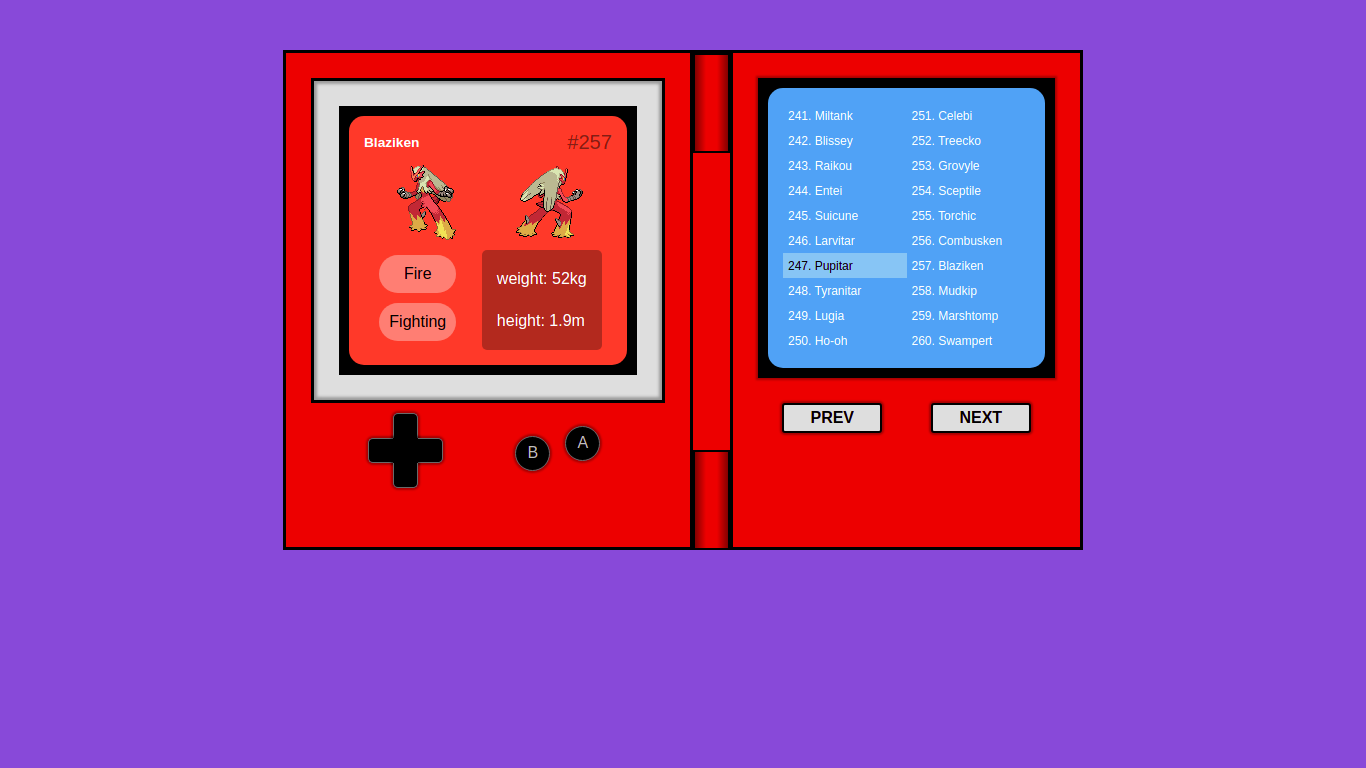 Blaziken #257
Fire
Fighting
weight: 52kg
height: 1.9m
B
A
241. Miltank
242. Blissey
243. Raikou
244. Entei
245. Suicune
246. Larvitar
247. Pupitar
248. Tyranitar
249. Lugia
250. Ho-oh
251. Celebi
252. Treecko
253. Grovyle
254. Sceptile
255. Torchic
256. Combusken
257. Blaziken
258. Mudkip
259. Marshtomp
260. Swampert
PREV
NEXT